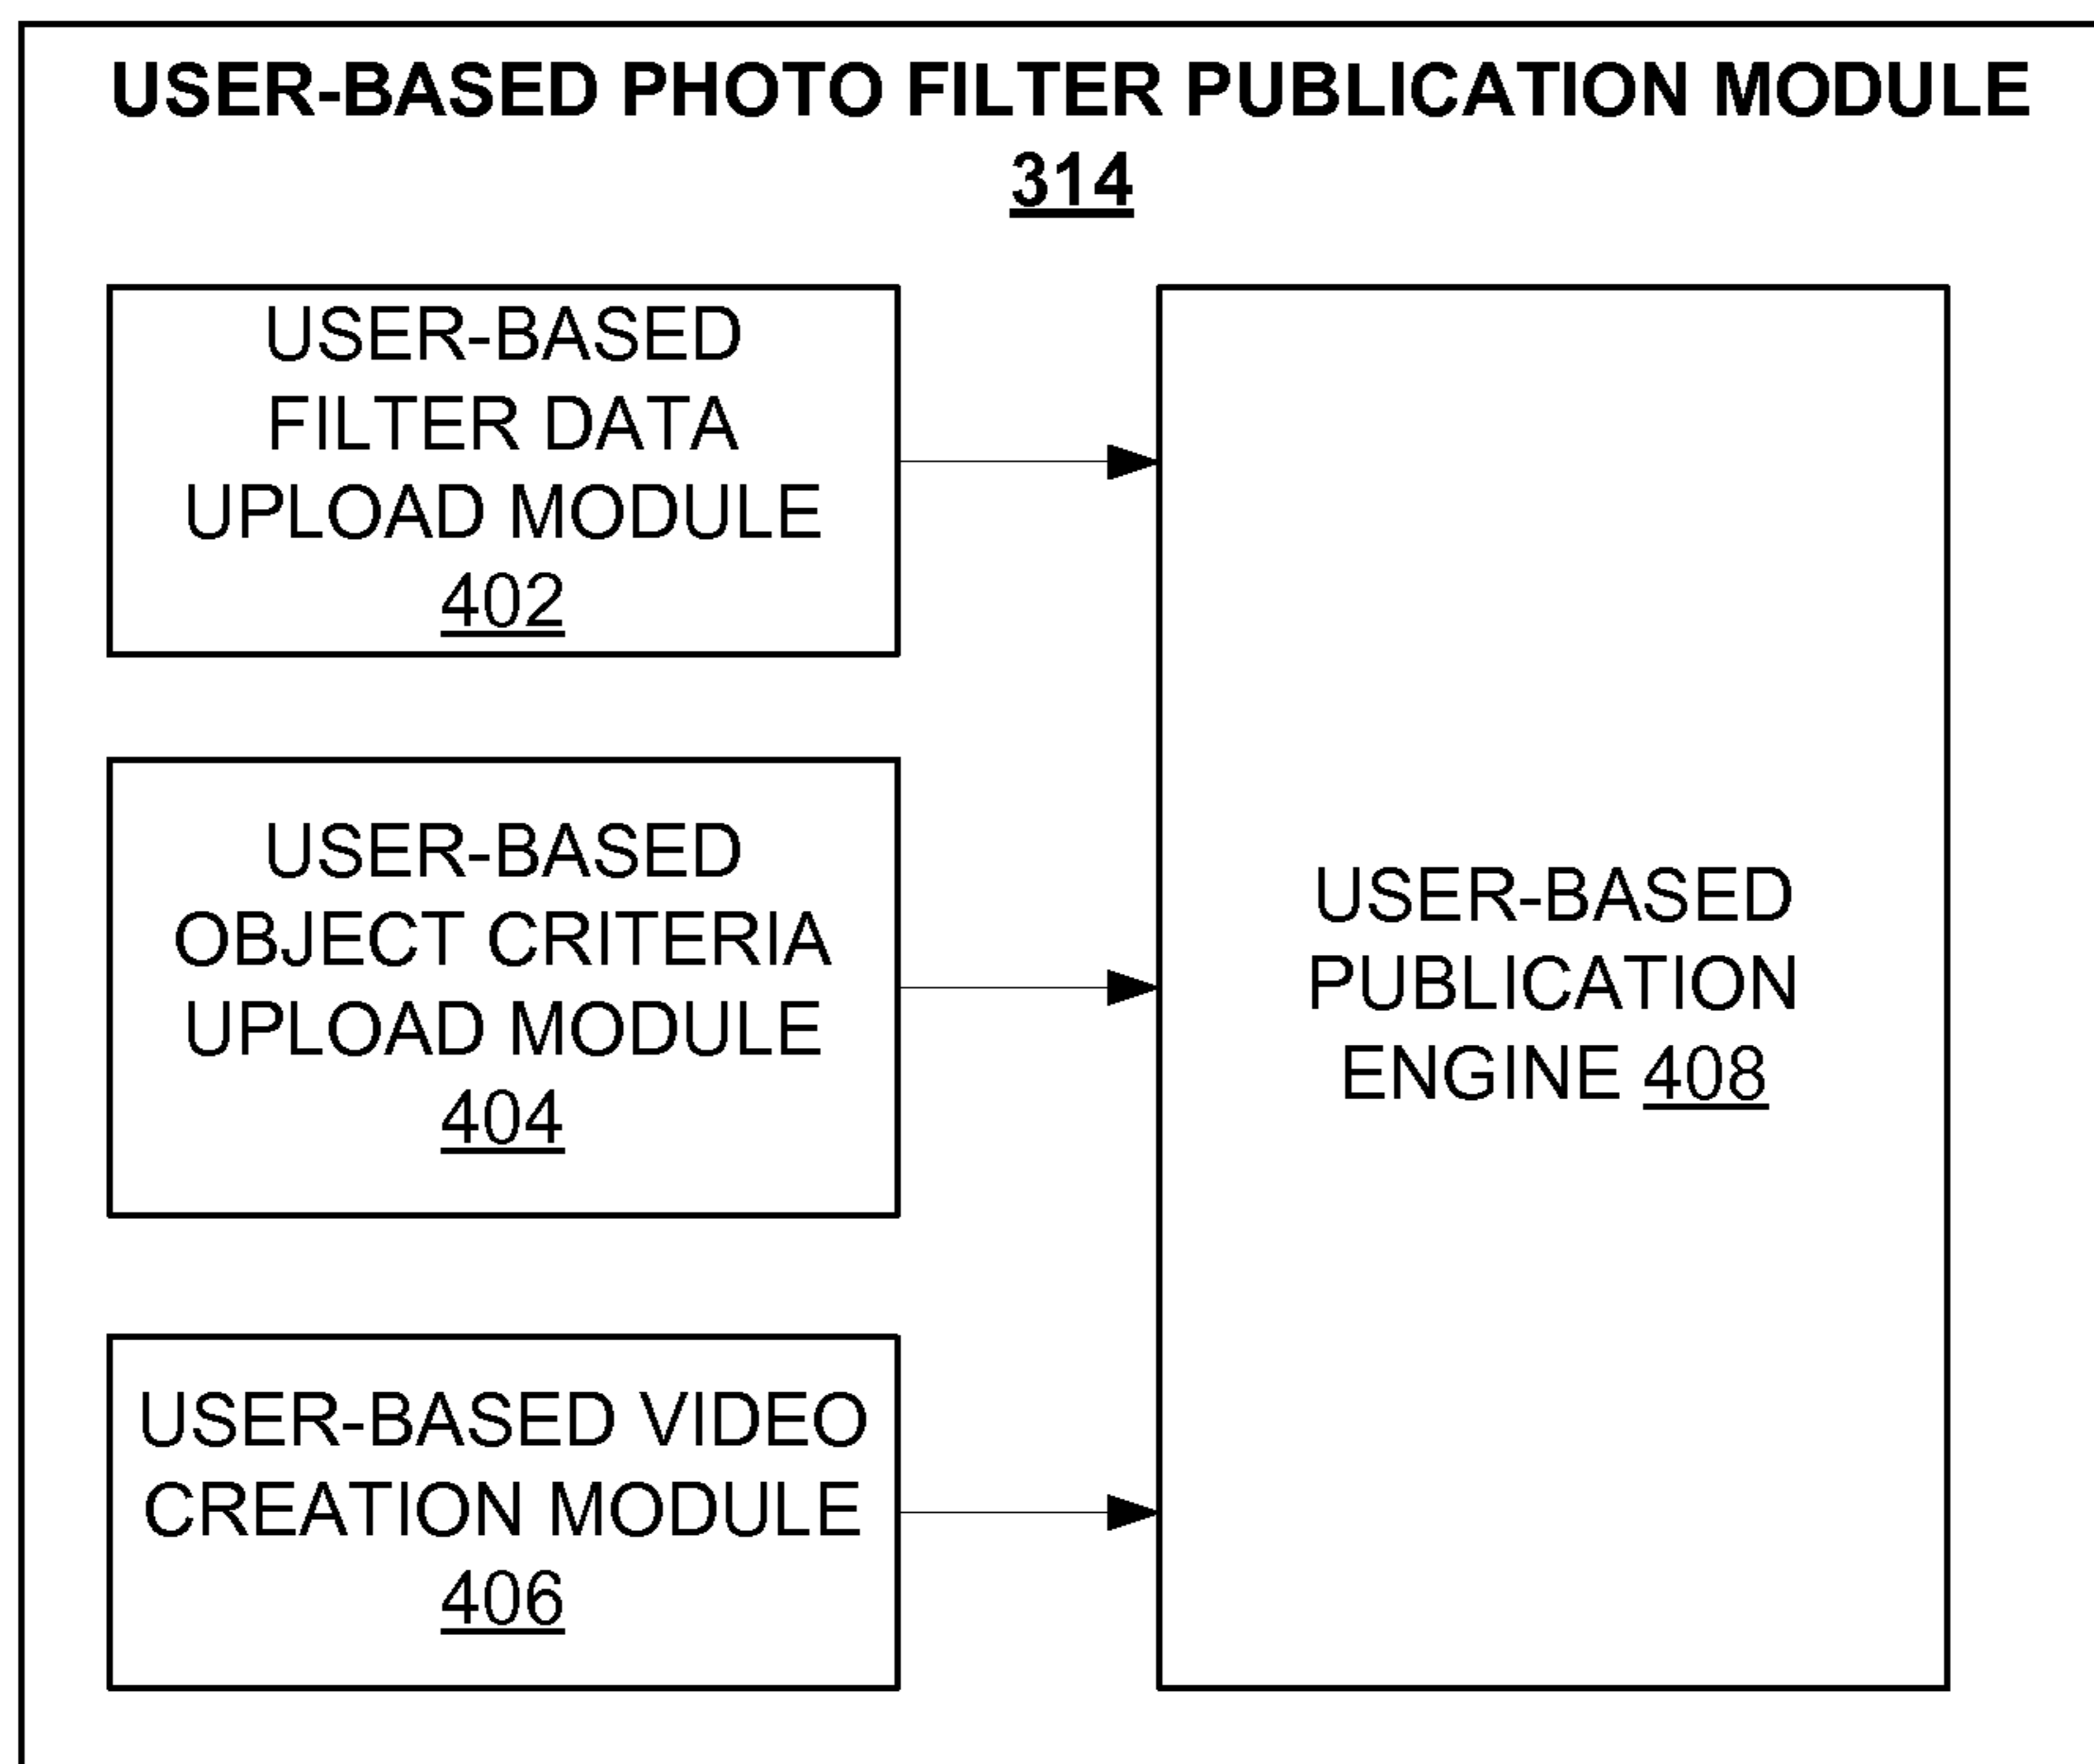 USER-BASED PHOTO FILTER PUBLICATION MODULE
314
USER-BASED
FILTER DATA
UPLOAD MODULE
402
USER-BASED
OBJECT CRITERIA
UPLOAD MODULE
404
USER-BASED VIDEO
CREATION MODULE
406
USER-BASED
PUBLICATION
ENGINE 408